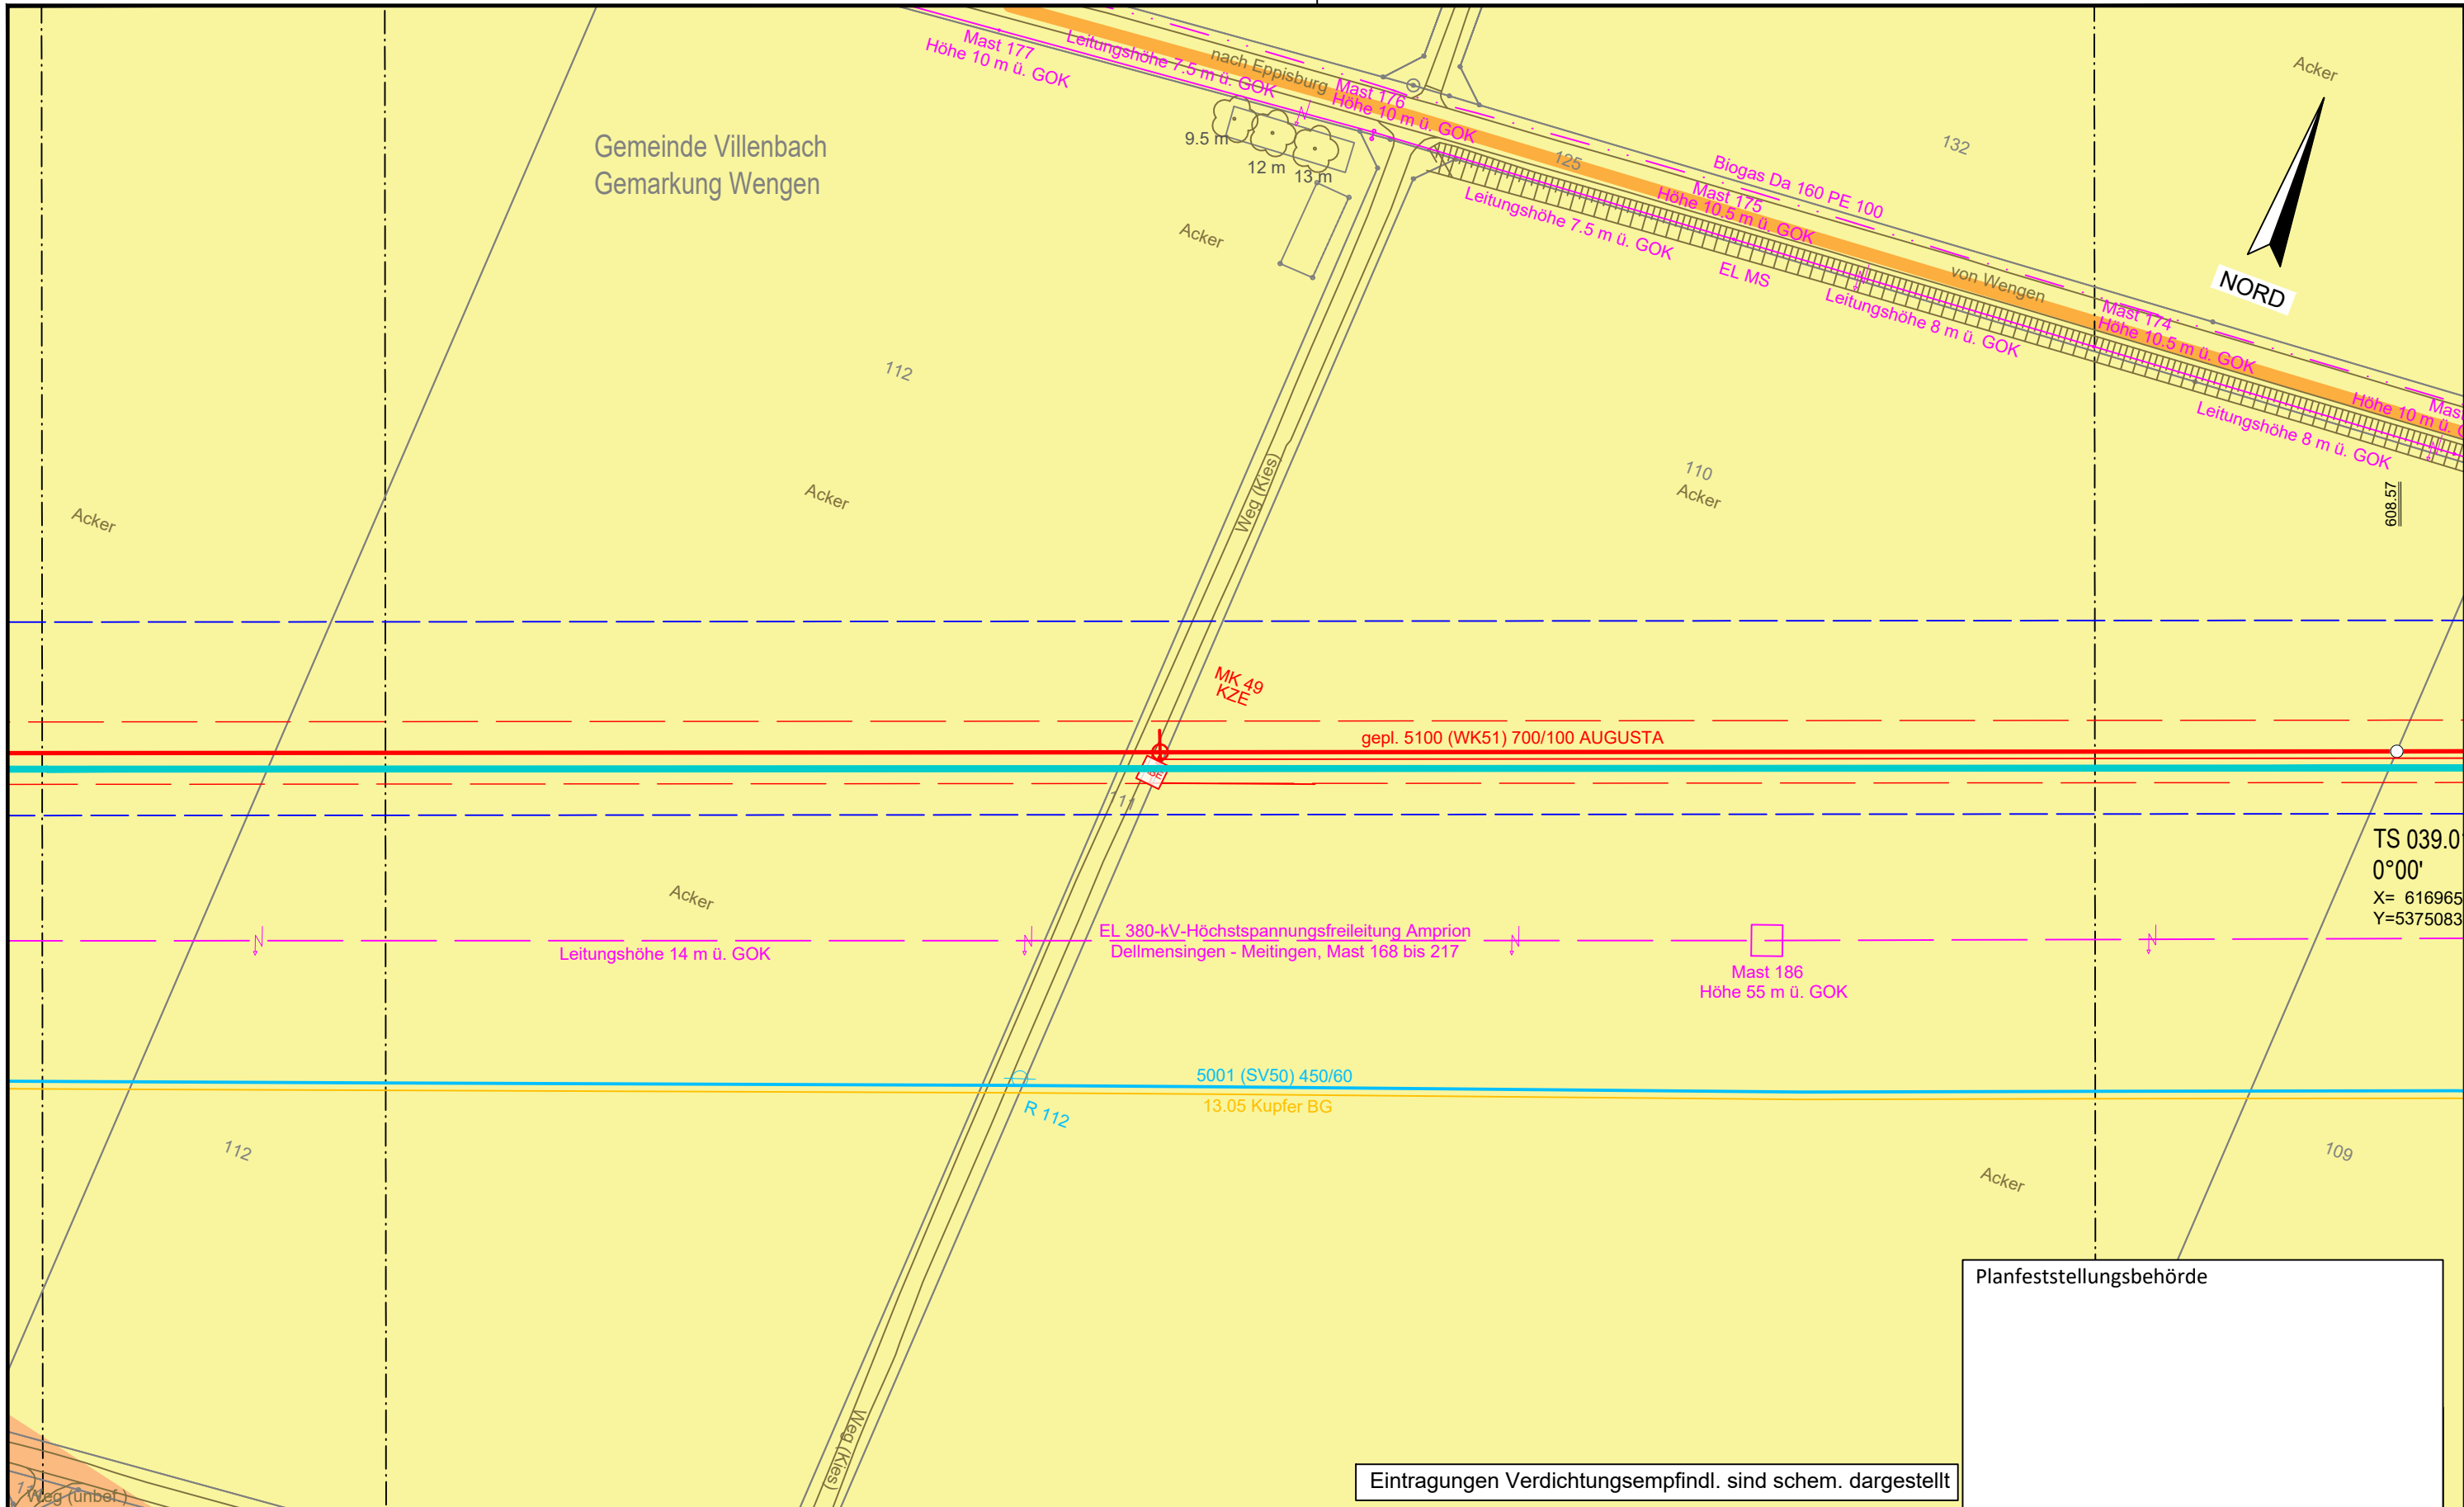 Mast 177
Höhe 10 m ü. GOK
Leitungshöhe 7.5 m ü. GOK
nach Eppisburg
Mast 176
Höhe 10 m ü. GOK
Acker
Gemeinde Villenbach
Gemarkung Wengen
9.5 m
12 m
13 m
125
132
Biogas Da 160 PE 100
Mast 175
Höhe 10.5 m ü. GOK
Leitungshöhe 7.5 m ü. GOK
EL MS
von Wengen
Leitungshöhe 8 m ü. GOK
NORD
Acker
Mast 174
Höhe 10.5 m ü. GOK
Höhe 10 m ü.
Leitungshöhe 8 m ü. GOK
112
110
Acker
Acker
Acker
Weg (Kies)
608.57
MK 49
KZE
gepl. 5100 (WK51) 700/100 AUGUSTA
111
TS 039.0
0°00'
X= 616965
Y=5375083
Acker
EL 380-kV-Höchstspannungsfreileitung Amprion
Dellmensingen - Meitingen, Mast 168 bis 217
Leitungshöhe 14 m ü. GOK
Mast 186
Höhe 55 m ü. GOK
5001 (SV50) 450/60
13.05 Kupfer BG
R 112
112
109
Acker
Planfeststellungsbehörde
Weg (Kies)
Eintragungen Verdichtungsempfindl. sind schem. dargestellt
Weg (unbef.)